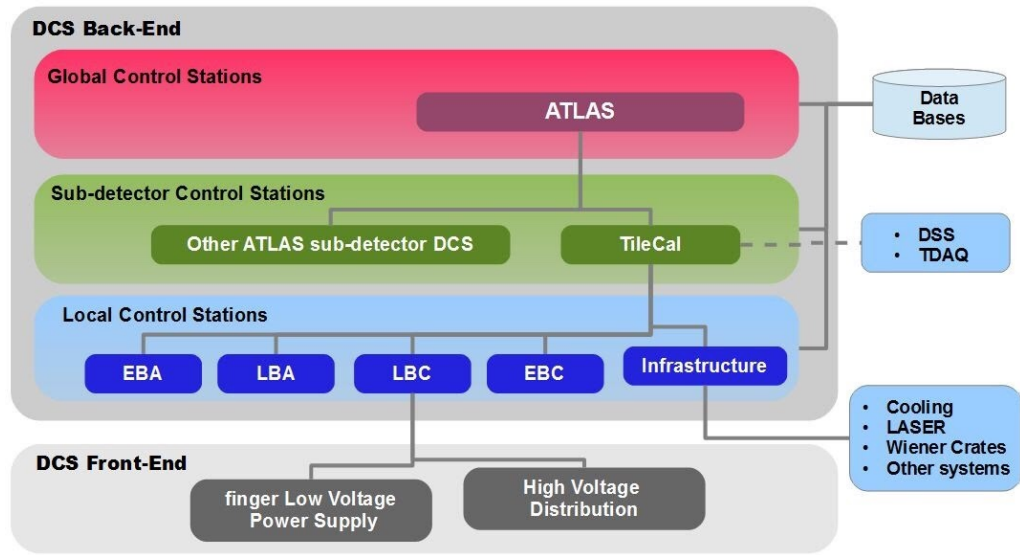 DCS Back-End
Global Control Stations
ATLAS
Data
Bases
Sub-detector Control Stations
Other ATLAS sub-detector DCS
TileCal
• DSS
• TDAQ
Local Control Stations
EBA
LBA
LBC
EBC
Infrastructure
• Cooling
• LASER
• Wiener Crates
• Other systems
DCS Front-End
finger Low Voltage
Power Supply
High Voltage
Distribution